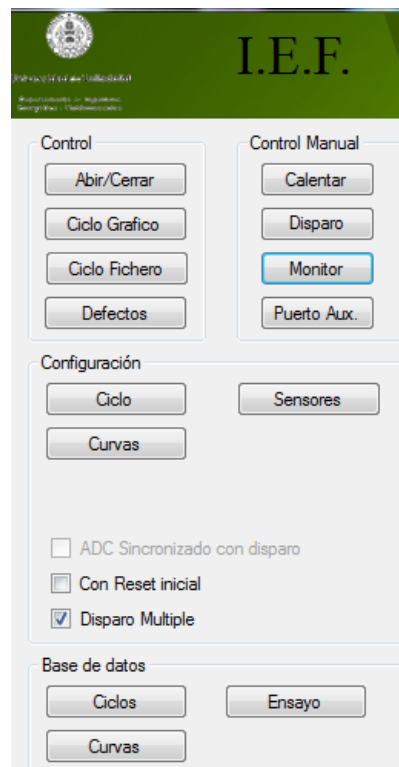 I.E.F.
Control
Abir/Cerrar
Ciclo Grafico
Ciclo Fichero
Defectos
Control Manual
Calentar
Disparo
Monitor
Puerto Aux.
Configuración
Ciclo
Sensores
Curvas
ADC Sincronizado con disparo
Con Reset inicial
Disparo Multiple
Base de datos
Ciclos
Ensayo
Curvas